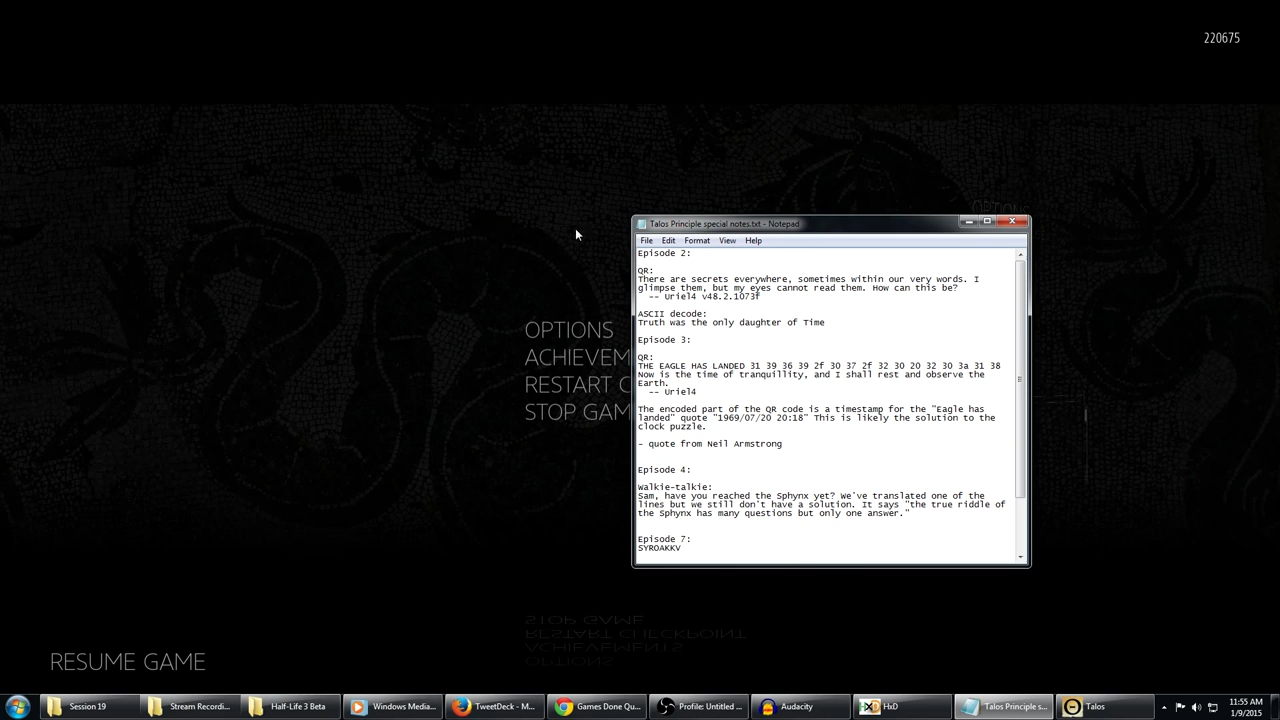 220675
OPTIONS
Talos Principle special notes.txt - Notepad
File Edit Format View Help
Episode 2:
QR:
There are secrets everywhere, sometimes within our very words. I
glimpse them, but my eyes cannot read them. How can this be?
-- Uriel4 v48.2.1073f
ASCII decode:
Truth was the only daughter of Time
Episode 3:
QR:
THE EAGLE HAS LANDED 31 39 36 39 2f 30 37 2f 32 30 20 32 30 3a 31 38
Now is the time of tranquillity, and I shall rest and observe the
Earth.
-- Uriel4
The encoded part of the QR code is a timestamp for the "Eagle has
landed" quote "1969/07/20 20:18" This is likely the solution to the
clock puzzle.
- quote from Neil Armstrong
Episode 4:
Walkie-talkie:
Sam, have you reached the Sphynx yet? We've translated one of the
lines but we still don't have a solution. It says "the true riddle of
the Sphynx has many questions but only one answer."
Episode 7:
SYROAKKV
OPTIONS
ACHIEVEM
RESTART C
STOP GAM
STOP GAME
RESTART CHECKPOINT
ACHIEVEMENTS
OPTIONS
RESUME GAME
Session 19
Stream Recordi...
Half-Life 3 Beta
Windows Media...
TweetDeck - M...
Games Done Qu...
Profile: Untitled ...
Audacity
HxD
Talos Principle s...
Talos
11:55 AM
1/9/2015